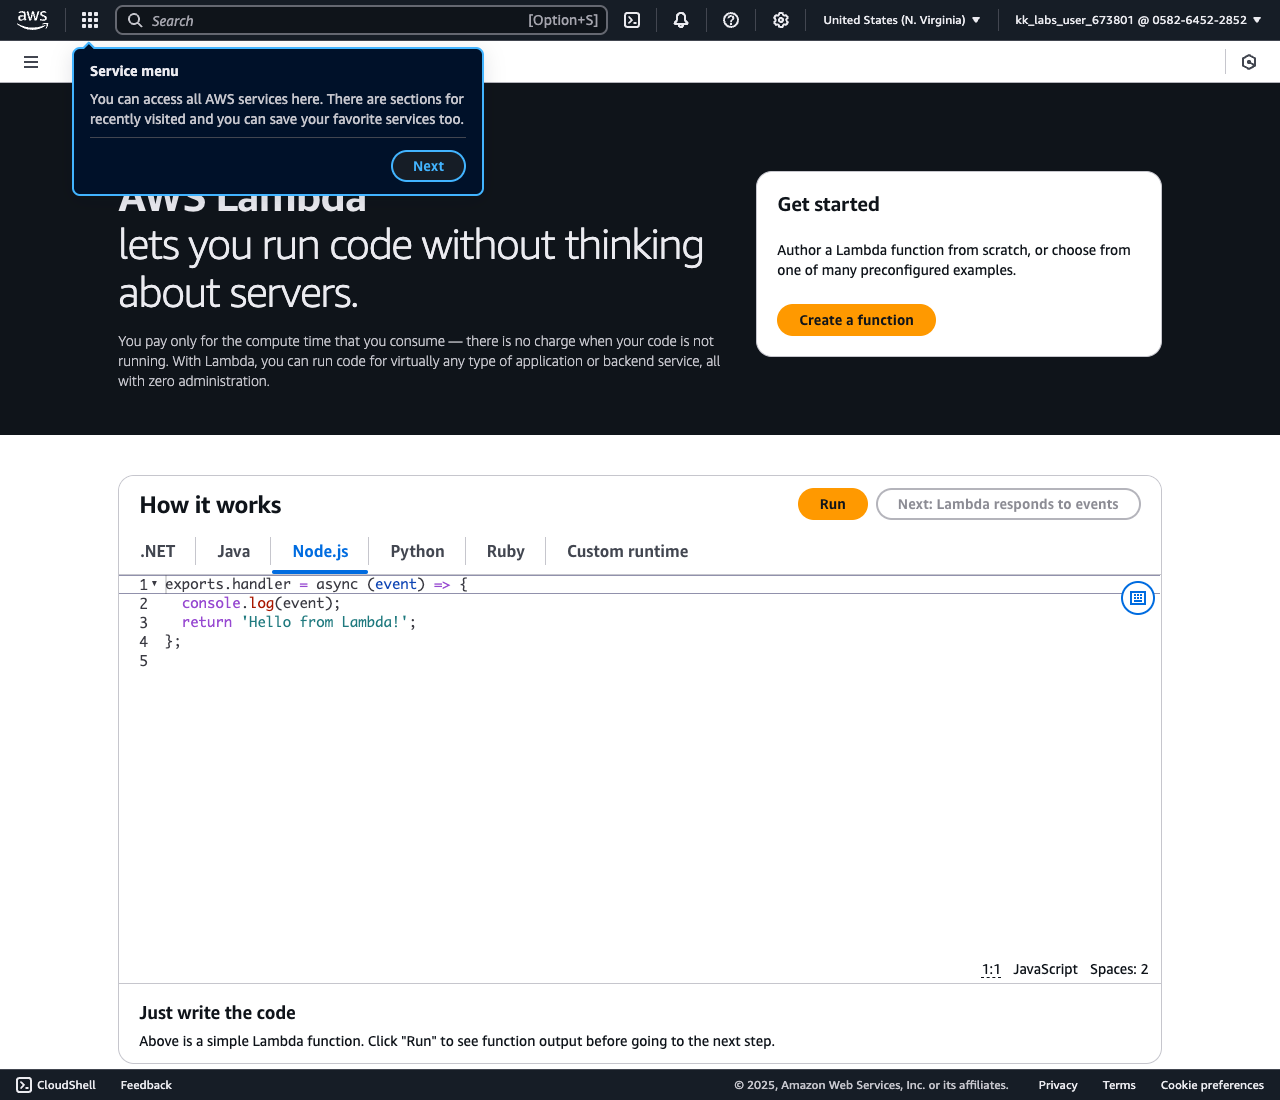 aws
Search
[Option+S]
United States (N. Virginia)
kk_labs_user_673801 @ 0582-6452-2852
Service menu
You can access all AWS services here. There are sections for
recently visited and you can save your favorite services too.
Next
AWS Lambda
lets you run code without thinking
about servers.
You pay only for the compute time that you consume — there is no charge when your code is not
running. With Lambda, you can run code for virtually any type of application or backend service, all
with zero administration.
Get started
Author a Lambda function from scratch, or choose from
one of many preconfigured examples.
Create a function
How it works
Run
Next: Lambda responds to events
.NET
Java
Node.js
Python
Ruby
Custom runtime
1 exports.handler = async (event) => {
2   console.log(event);
3   return 'Hello from Lambda!';
4 };
5
1:1 JavaScript Spaces: 2
Just write the code
Above is a simple Lambda function. Click "Run" to see function output before going to the next step.
CloudShell
Feedback
© 2025, Amazon Web Services, Inc. or its affiliates.
Privacy
Terms
Cookie preferences